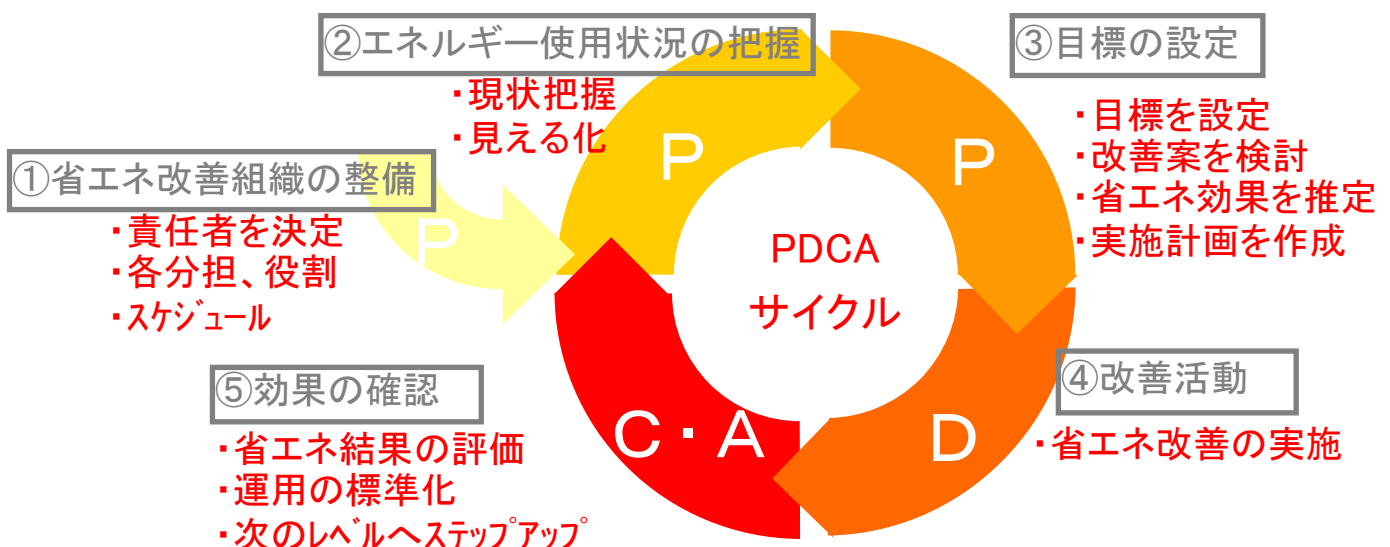 ①省エネ改善組織の整備
・責任者を決定
・各分担、役割
・ｽｹｼﾞｭｰﾙ
P
②エネルギー使用状況の把握
・現状把握
・見える化
P
③目標の設定
・目標を設定
・改善案を検討
・省エネ効果を推定
・実施計画を作成
P
PDCA
サイクル
④改善活動
・省エネ改善の実施
D
⑤効果の確認
・省エネ結果の評価
・運用の標準化
・次のﾚﾍﾞﾙへｽﾃｯﾌﾟｱｯﾌﾟ
C・A